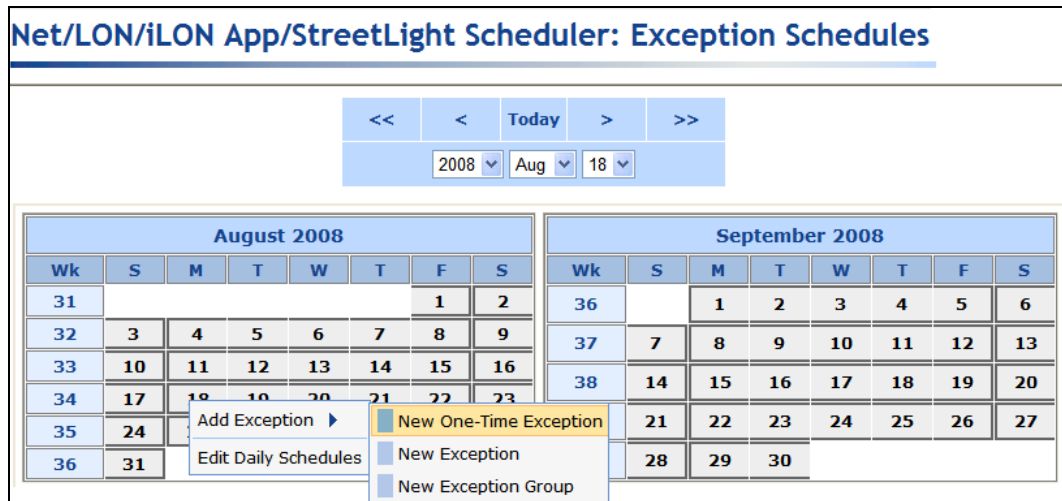 Net/LON/iLON App/StreetLight Scheduler: Exception Schedules
<< < Today > >>
2008 Aug 18
August 2008
Wk S M T W T F S
31 1 2
32 3 4 5 6 7 8 9
33 10 11 12 13 14 15 16
34 17 18 19 20 21 22 23
35 24
36 31
Add Exception
Edit Daily Schedules
New One-Time Exception
New Exception
New Exception Group
September 2008
Wk S M T W T F S
36 1 2 3 4 5 6
37 7 8 9 10 11 12 13
38 14 15 16 17 18 19 20
21 22 23 24 25 26 27
28 29 30